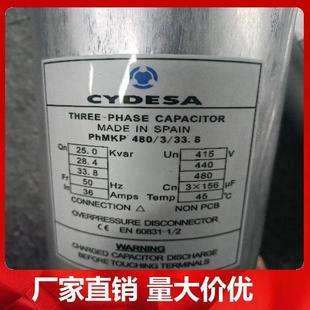 CYDESA
THREE-PHASE CAPACITOR
MADE IN SPAIN
PhMKP 480/3/33.8
Qn 25.0 Kvar Un 415 V
28.4 440
33.8 480
Fr 50 Hz Cn 3×156 µF
In 36 Amps Temp 45 °C
CONNECTION △ NON PCB
OVERPRESSURE DISCONNECTOR
CE EN 60831-1/2
WARNING
CHARGED CAPACITOR DISCHARGE
BEFORE TOUCHING TERMINALS
厂家直销 量大价优